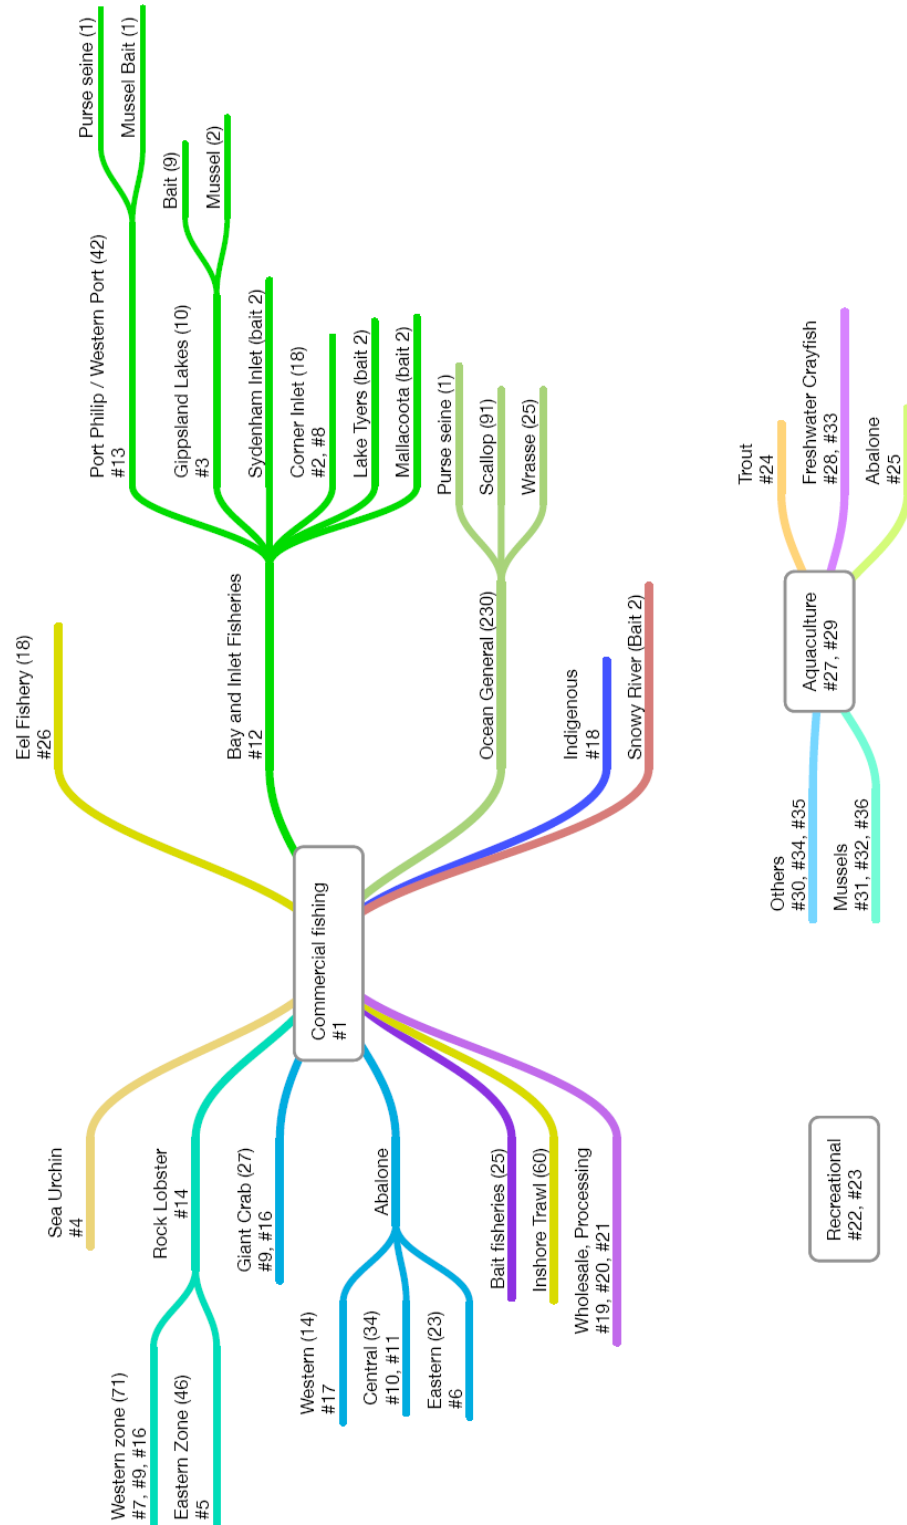 Purse seine (1)
Mussel Bait (1)
Port Philip / Western Port (42)
#13
Bait (9)
Mussel (2)
Gippsland Lakes (10)
#3
Sydenham Inlet (bait 2)
Corner Inlet (18)
#2, #8
Lake Tyers (bait 2)
Mallacoota (bait 2)
Bay and Inlet Fisheries
#12
Eel Fishery (18)
#26
Purse seine (1)
Scallop (91)
Wrasse (25)
Ocean General (230)
Indigenous
#18
Snowy River (Bait 2)
Commercial fishing
#1
Sea Urchin
#4
Rock Lobster
#14
Western zone (71)
#7, #9, #16
Eastern Zone (46)
#5
Giant Crab (27)
#9, #16
Abalone
Western (14)
#17
Central (34)
#10, #11
Eastern (23)
#6
Bait fisheries (25)
Inshore Trawl (60)
Wholesale, Processing
#19, #20, #21
Trout
#24
Freshwater Crayfish
#28, #33
Abalone
#25
Aquaculture
#27, #29
Others
#30, #34, #35
Mussels
#31, #32, #36
Recreational
#22, #23